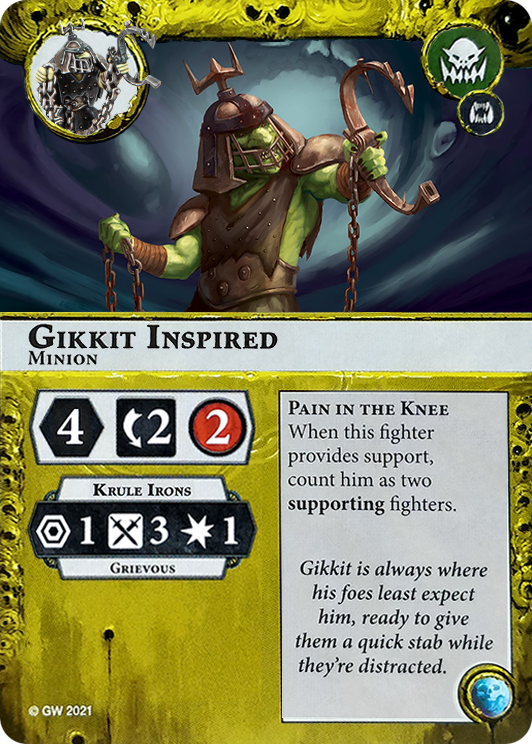 GIKKIT INSPIRED
MINION
4 2 2
KRULE IRONS
1 3 1
GRIEVOUS
PAIN IN THE KNEE
When this fighter
provides support,
count him as two
supporting fighters.
Gikkit is always where
his foes least expect
him, ready to give
them a quick stab while
they're distracted.
© GW 2021